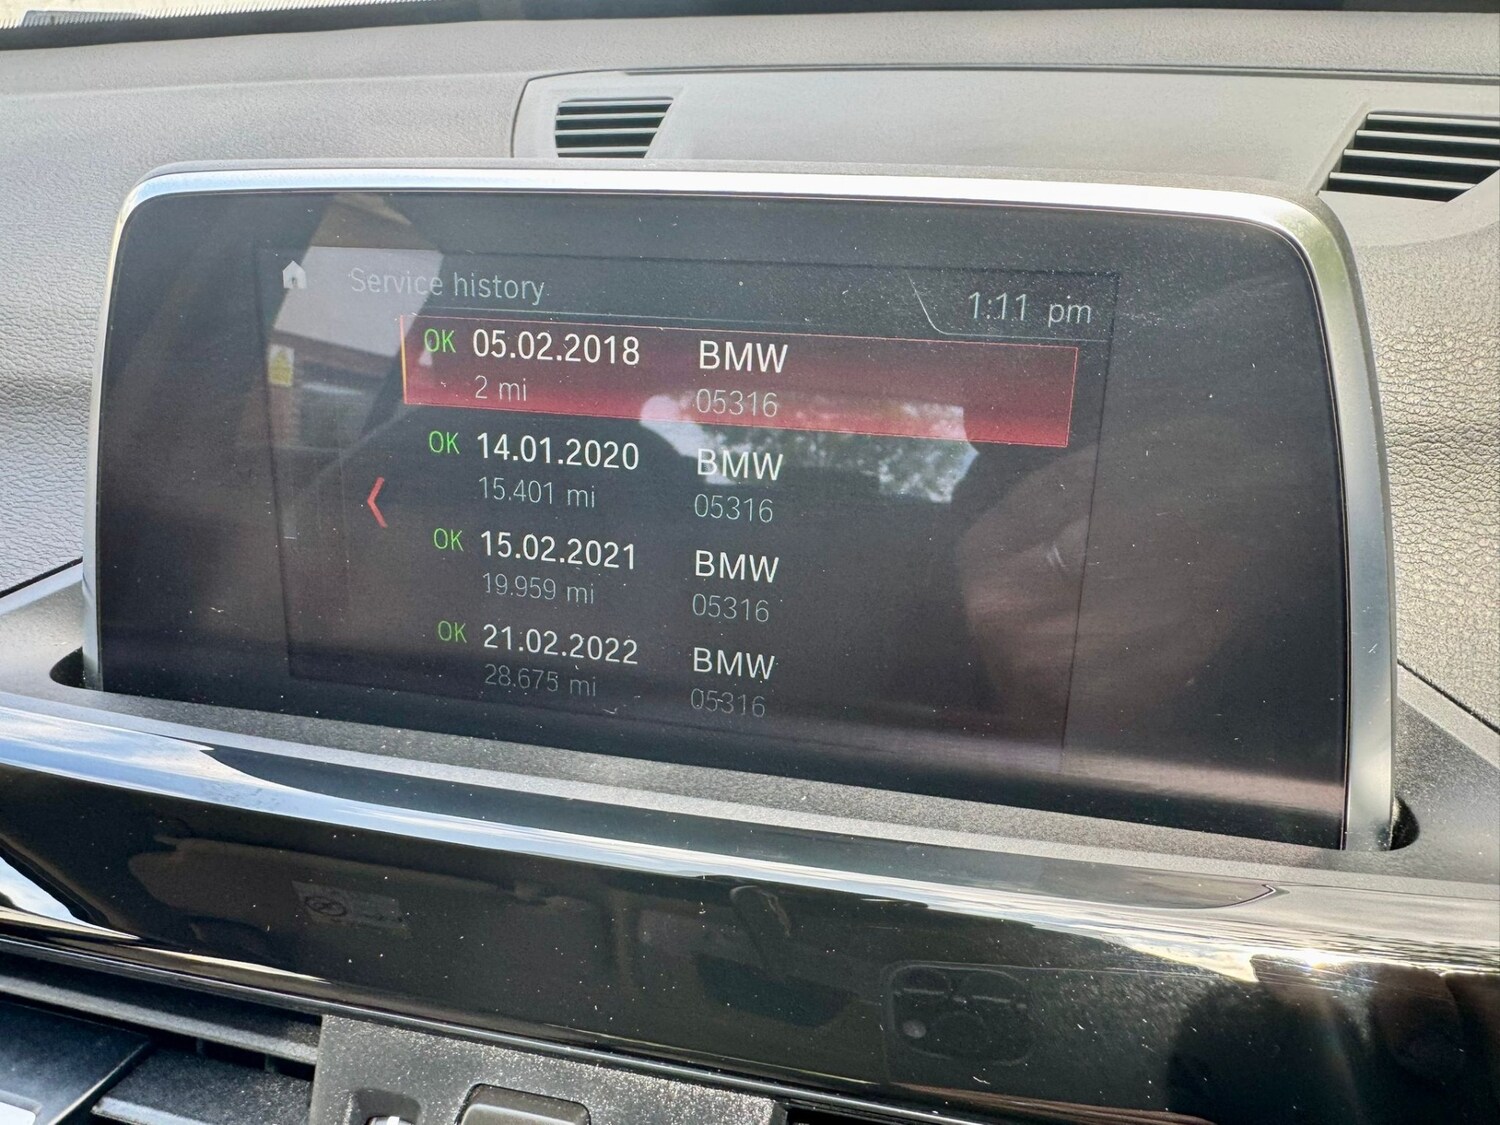 Service history
1:11 pm
OK 05.02.2018 BMW
2 mi 05316
OK 14.01.2020 BMW
15.401 mi 05316
OK 15.02.2021 BMW
19.959 mi 05316
OK 21.02.2022 BMW
28.675 mi 05316